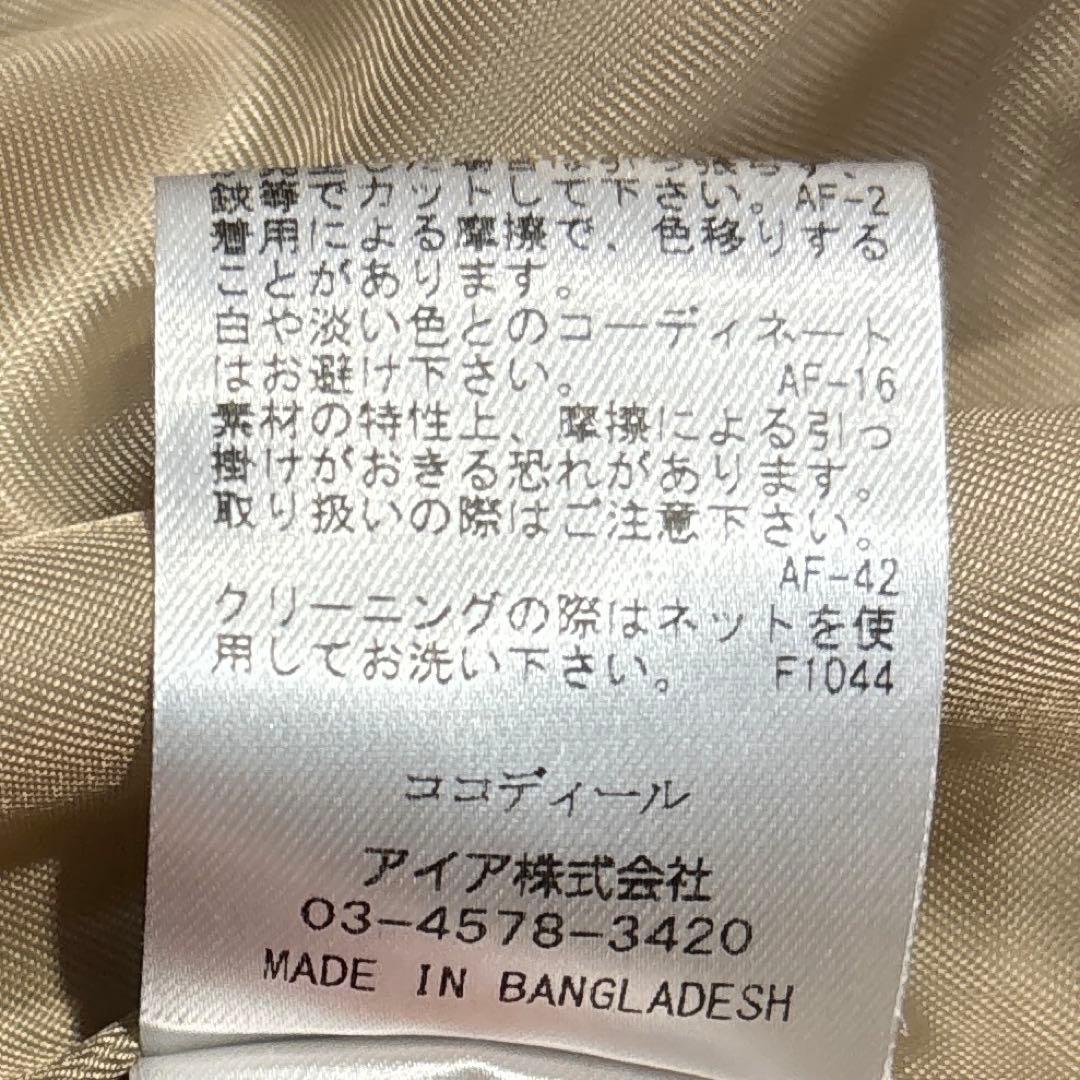 鋏等でカットして下さい。AF-2
着用による摩擦で、色移りする
ことがあります。
白や淡い色とのコーディネート
はお避け下さい。 AF-16
素材の特性上、摩擦による引っ
掛けがおきる恐れがあります。
取り扱いの際はご注意下さい。
AF-42
クリーニングの際はネットを使
用してお洗い下さい。 F1044
ココディール
アイア株式会社
03-4578-3420
MADE IN BANGLADESH